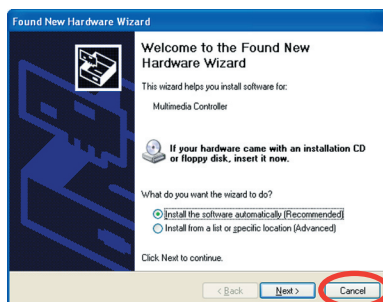 Found New Hardware Wizard
Welcome to the Found New
Hardware Wizard
This wizard helps you install software for:
Multimedia Controller
If your hardware came with an installation CD
or floppy disk, insert it now.
What do you want the wizard to do?
Install the software automatically (Recommended)
Install from a list or specific location (Advanced)
Click Next to continue.
< Back
Next >
Cancel